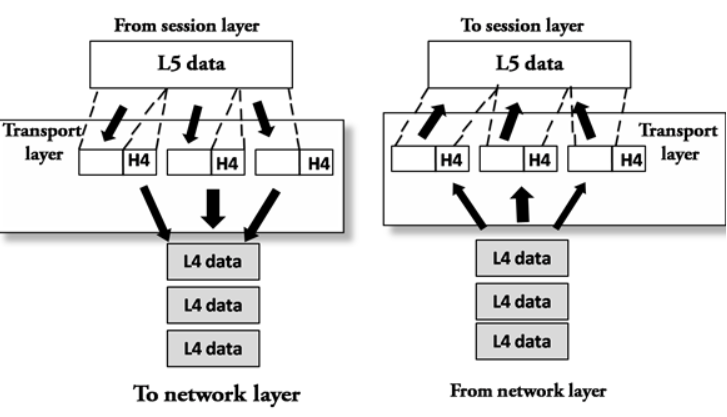 From session layer
L5 data
Transport
layer
H4
H4
H4
L4 data
L4 data
L4 data
To network layer
To session layer
L5 data
Transport
layer
H4
H4
H4
L4 data
L4 data
L4 data
From network layer